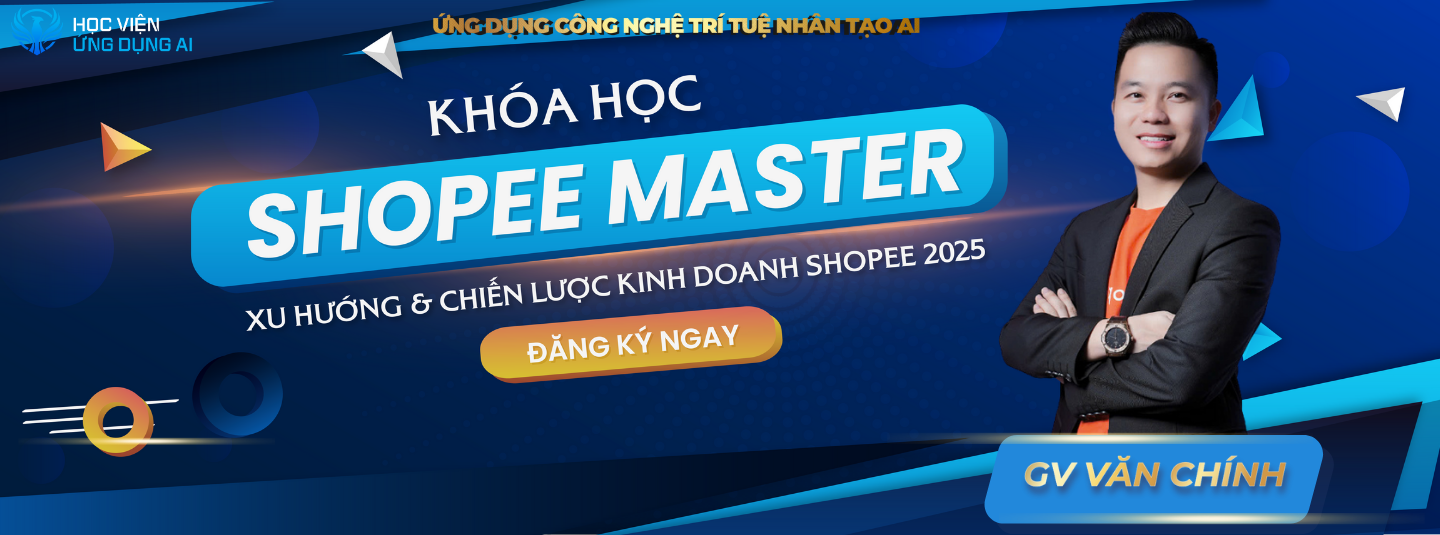 HỌC VIỆN
ỨNG DỤNG AI
ỨNG DỤNG CÔNG NGHỆ TRÍ TUỆ NHÂN TẠO AI
KHÓA HỌC
SHOPEE MASTER
XU HƯỚNG & CHIẾN LƯỢC KINH DOANH SHOPEE 2025
ĐĂNG KÝ NGAY
GV VĂN CHÍNH